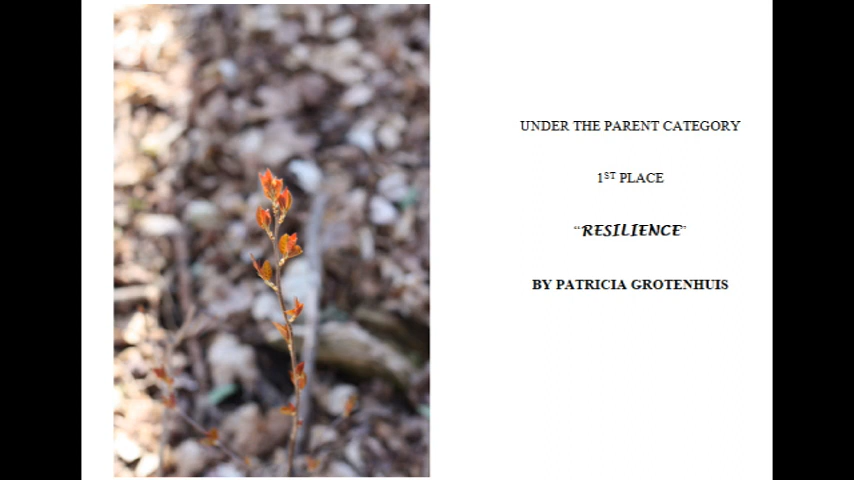 UNDER THE PARENT CATEGORY
1ST PLACE
“RESILIENCE”
BY PATRICIA GROTENHUIS